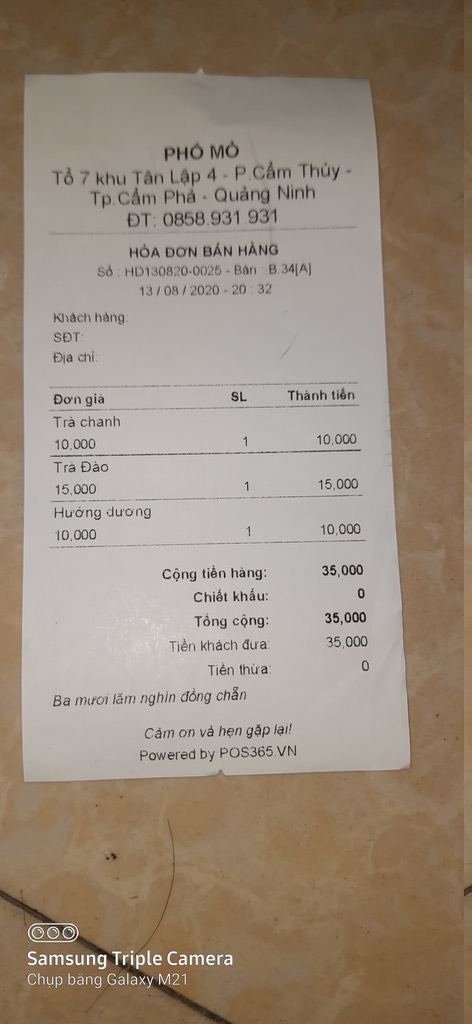 PHỐ MỎ
Tổ 7 khu Tân Lập 4 - P.Cẩm Thủy -
Tp.Cẩm Phả - Quảng Ninh
ĐT: 0858.931 931
HÓA ĐƠN BÁN HÀNG
Số : HD130820-0025 - Bàn : B.34[A]
13 / 08 / 2020 - 20 : 32
Khách hàng:
SĐT:
Địa chỉ:
Đơn giá SL Thành tiền
Trà chanh
10,000 1 10,000
Trà Đào
15,000 1 15,000
Hướng dương
10,000 1 10,000
Cộng tiền hàng: 35,000
Chiết khấu: 0
Tổng cộng: 35,000
Tiền khách đưa: 35,000
Tiền thừa: 0
Ba mươi lăm nghìn đồng chẵn
Cảm ơn và hẹn gặp lại!
Powered by POS365.VN
Samsung Triple Camera
Chụp bằng Galaxy M21